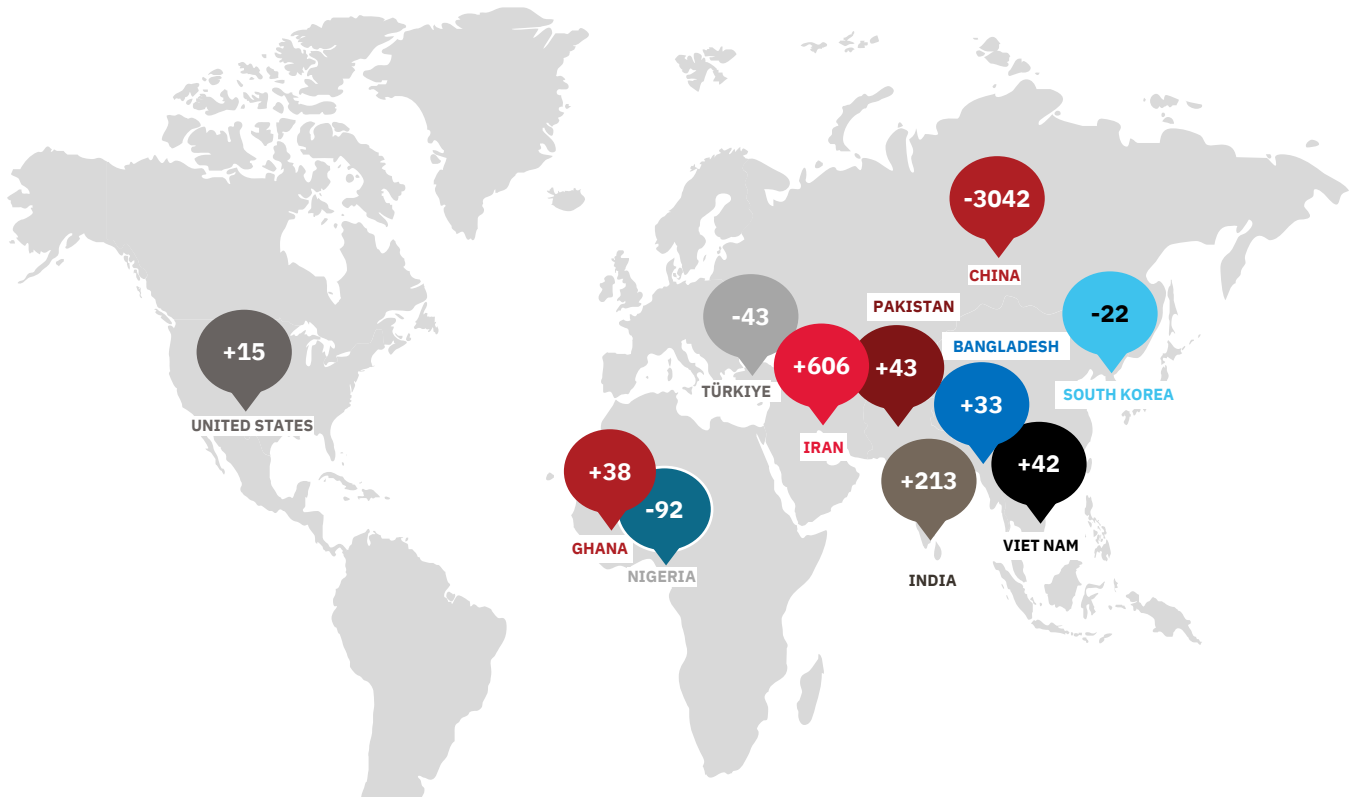 -3042
CHINA
PAKISTAN
-43
-22
+15
BANGLADESH
+606
+43
TÜRKIYE
SOUTH KOREA
+33
UNITED STATES
IRAN
+38
+42
+213
-92
GHANA
VIET NAM
NIGERIA
INDIA